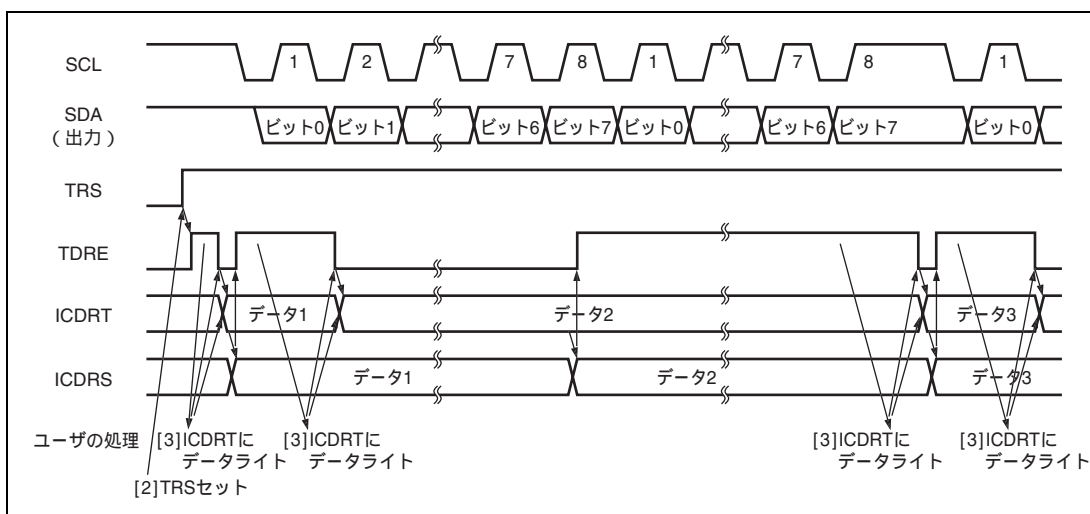 SCL 1 2 7 8 1 7 8 1
SDA
（出力） ビット0 ビット1 ビット6 ビット7 ビット0 ビット6 ビット7 ビット0
TRS
TDRE
ICDRT データ1 データ2 データ3
ICDRS データ1 データ2 データ3
ユーザの処理 [3]ICDRTに [3]ICDRTに [3]ICDRTに [3]ICDRTに
データライト データライト データライト データライト
[2]TRSセット